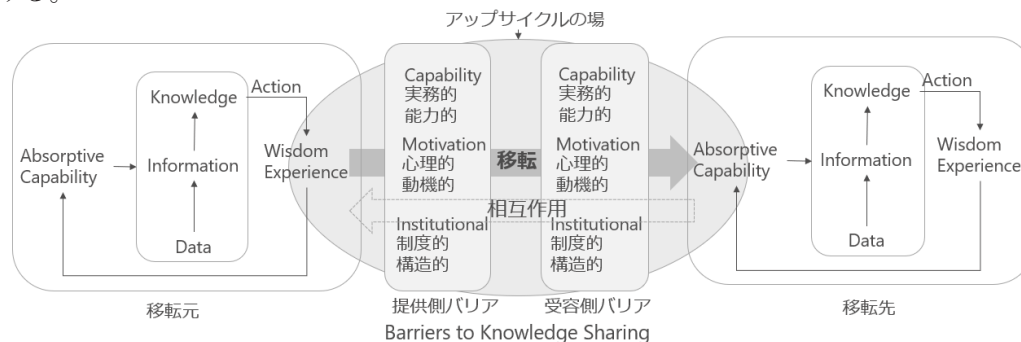 する。
アップサイクルの場
Action
Knowledge
Absorptive
Capability
Information
Wisdom
Experience
Data
移転元
Capability
実務的
能力的
Motivation
心理的
動機的
Institutional
制度的
構造的
提供側バリア
移転
相互作用
Capability
実務的
能力的
Motivation
心理的
動機的
Institutional
制度的
構造的
受容側バリア
Barriers to Knowledge Sharing
Action
Knowledge
Absorptive
Capability
Information
Wisdom
Experience
Data
移転先